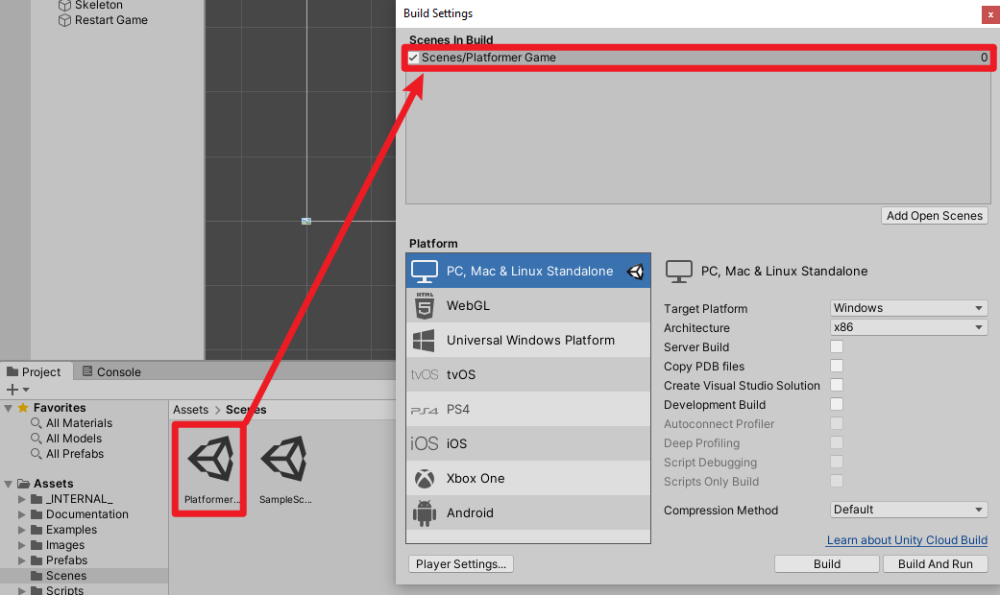 Skeleton
Restart Game
Build Settings
x
Scenes In Build
Scenes/Platformer Game 0
Add Open Scenes
Platform
PC, Mac & Linux Standalone
HTML 5 WebGL
Universal Windows Platform
tvOS tvOS
PS4 PS4
iOS iOS
Xbox One
Android
Player Settings...
PC, Mac & Linux Standalone
Target Platform Windows
Architecture x86
Server Build
Copy PDB files
Create Visual Studio Solution
Development Build
Autoconnect Profiler
Deep Profiling
Script Debugging
Scripts Only Build
Compression Method Default
Learn about Unity Cloud Build
Build Build And Run
Project Console
Favorites
All Materials
All Models
All Prefabs
Assets
_INTERNAL_
Documentation
Examples
Images
Prefabs
Scenes
Scripts
Assets > Scenes
Platformer... SampleSc...